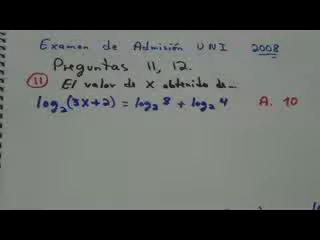 Examen de Admisión UNI 2008
Preguntas 11, 12.
11 El valor de x obtenido de...
log₂(3x+2) = log₂ 8 + log₂ 4 A. 10